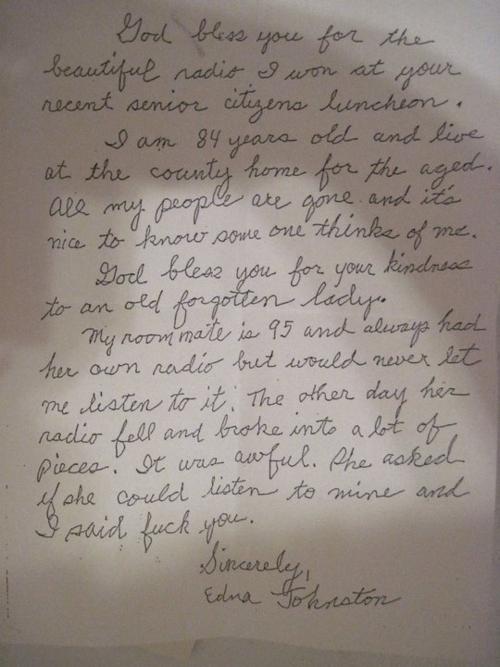 God bless you for the
beautiful radio I won at your
recent senior citizens luncheon.
I am 84 years old and live
at the county home for the aged.
All my people are gone and it's
nice to know some one thinks of me.
God bless you for your kindness
to an old forgotten lady.
My roommate is 95 and always had
her own radio but would never let
me listen to it. The other day her
radio fell and broke into a lot of
pieces. It was awful. She asked
if she could listen to mine and
I said fuck you.
Sincerely,
Edna Johnston